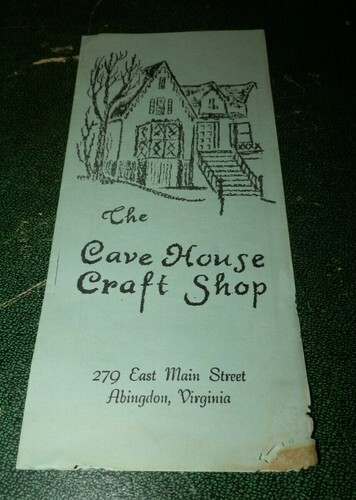 The
Cave House
Craft Shop
279 East Main Street
Abingdon, Virginia